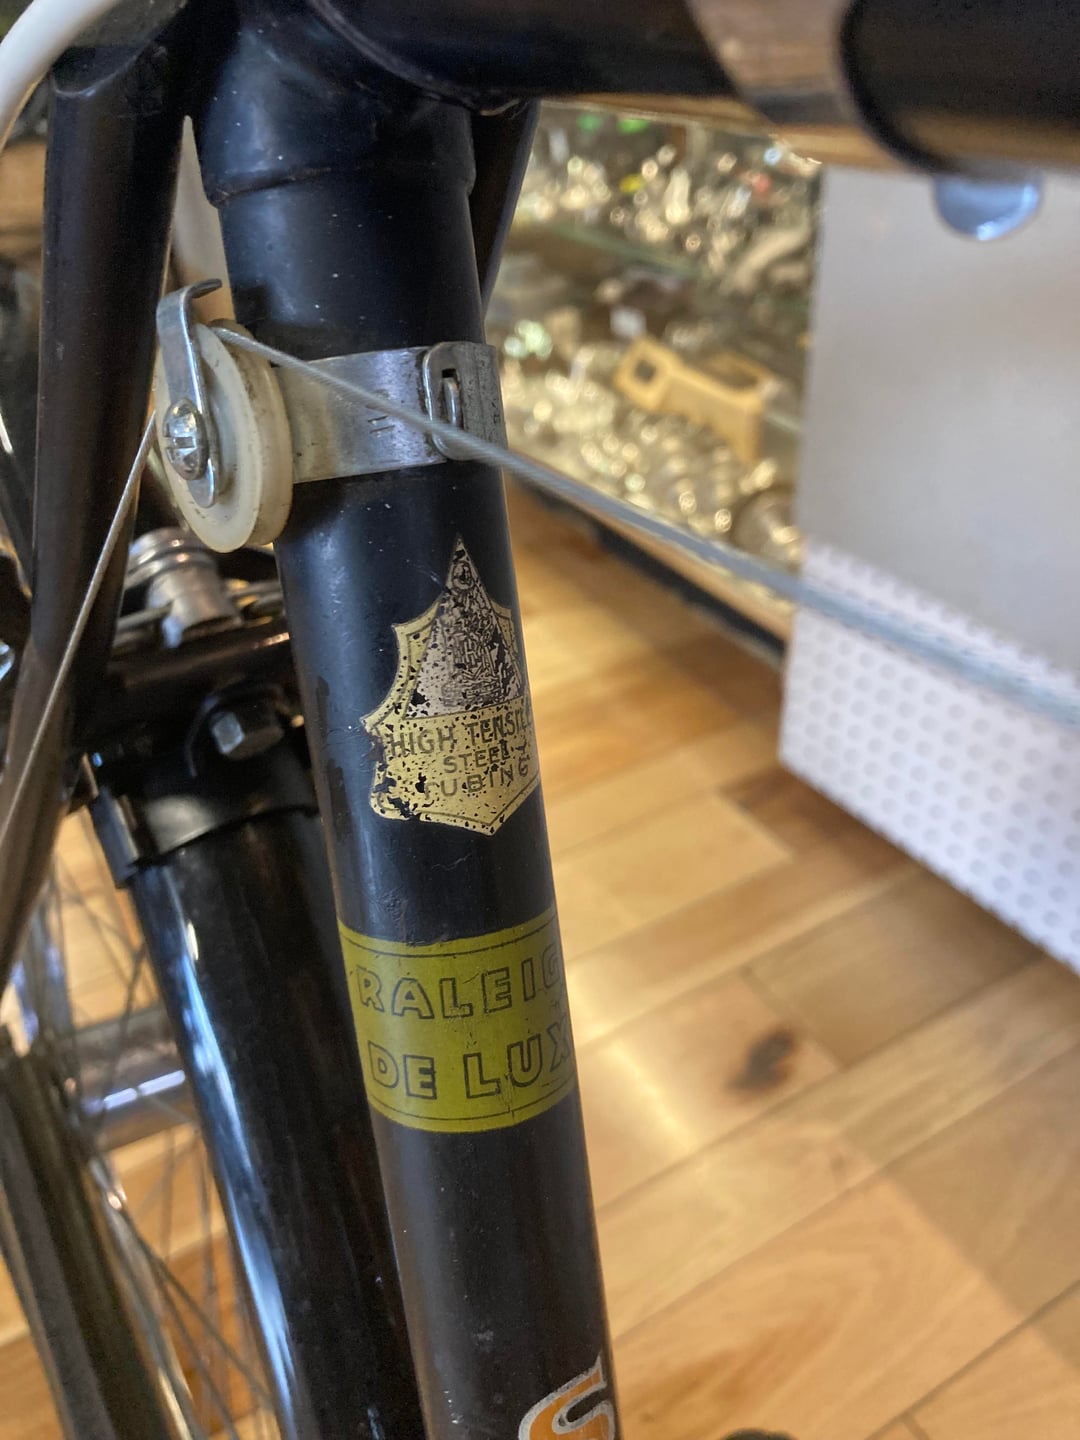 HIGH TENSILE
STEEL
TUBING
RALEIG
DE LUX
S